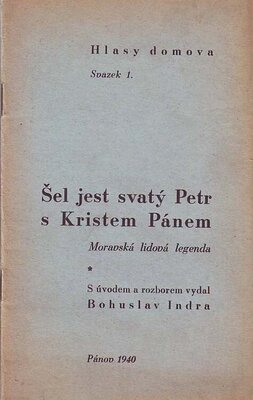 Hlasy domova
Svazek 1.
Šel jest svatý Petr
s Kristem Pánem
Moravská lidová legenda
*
S úvodem a rozborem vydal
Bohuslav Indra
Pánov 1940